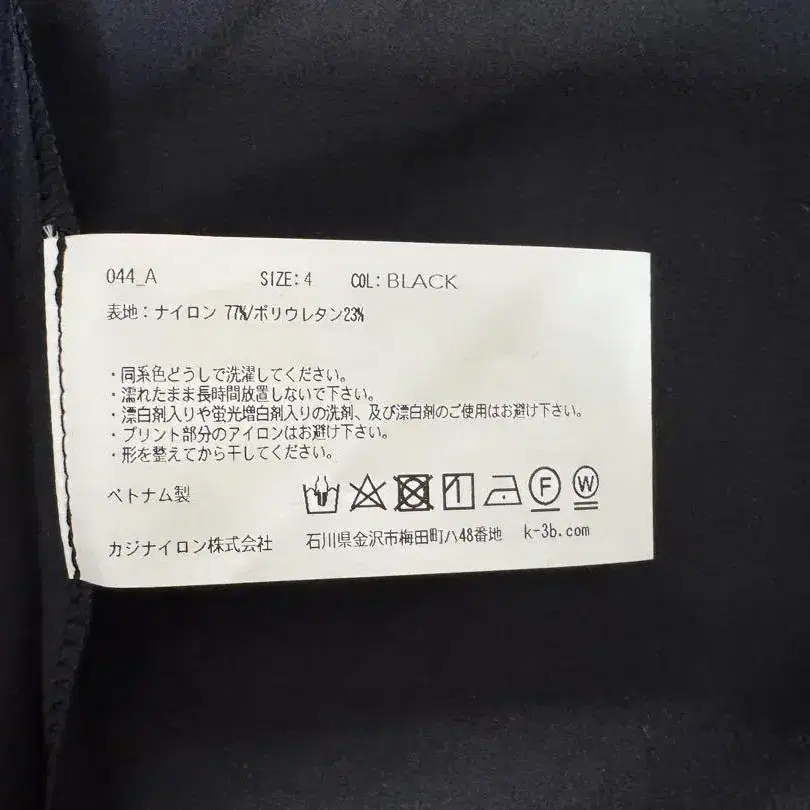 044_A SIZE:4 COL:BLACK
表地：ナイロン 77%/ポリウレタン23%
・同系色どうしで洗濯してください。
・濡れたまま長時間放置しないで下さい。
・漂白剤入りや蛍光増白剤入りの洗剤、及び漂白剤のご使用はお避け下さい。
・プリント部分のアイロンはお避け下さい。
・形を整えてから干してください。
ベトナム製 F W
カジナイロン株式会社 石川県金沢市梅田町ハ48番地 k-3b.com